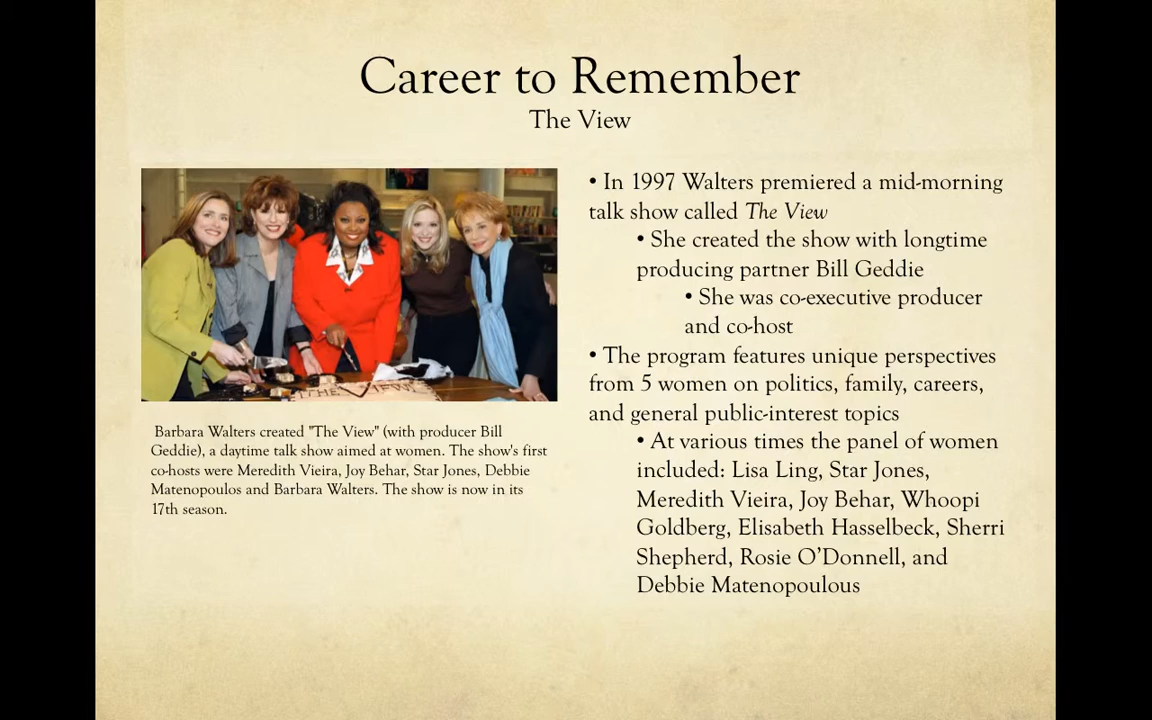 Career to Remember
The View
• In 1997 Walters premiered a mid-morning
talk show called The View
• She created the show with longtime
producing partner Bill Geddie
• She was co-executive producer
and co-host
• The program features unique perspectives
from 5 women on politics, family, careers,
and general public-interest topics
• At various times the panel of women
included: Lisa Ling, Star Jones,
Meredith Vieira, Joy Behar, Whoopi
Goldberg, Elisabeth Hasselbeck, Sherri
Shepherd, Rosie O’Donnell, and
Debbie Matenopoulous
THE VIEW
Barbara Walters created "The View" (with producer Bill
Geddie), a daytime talk show aimed at women. The show's first
co-hosts were Meredith Vieira, Joy Behar, Star Jones, Debbie
Matenopoulos and Barbara Walters. The show is now in its
17th season.